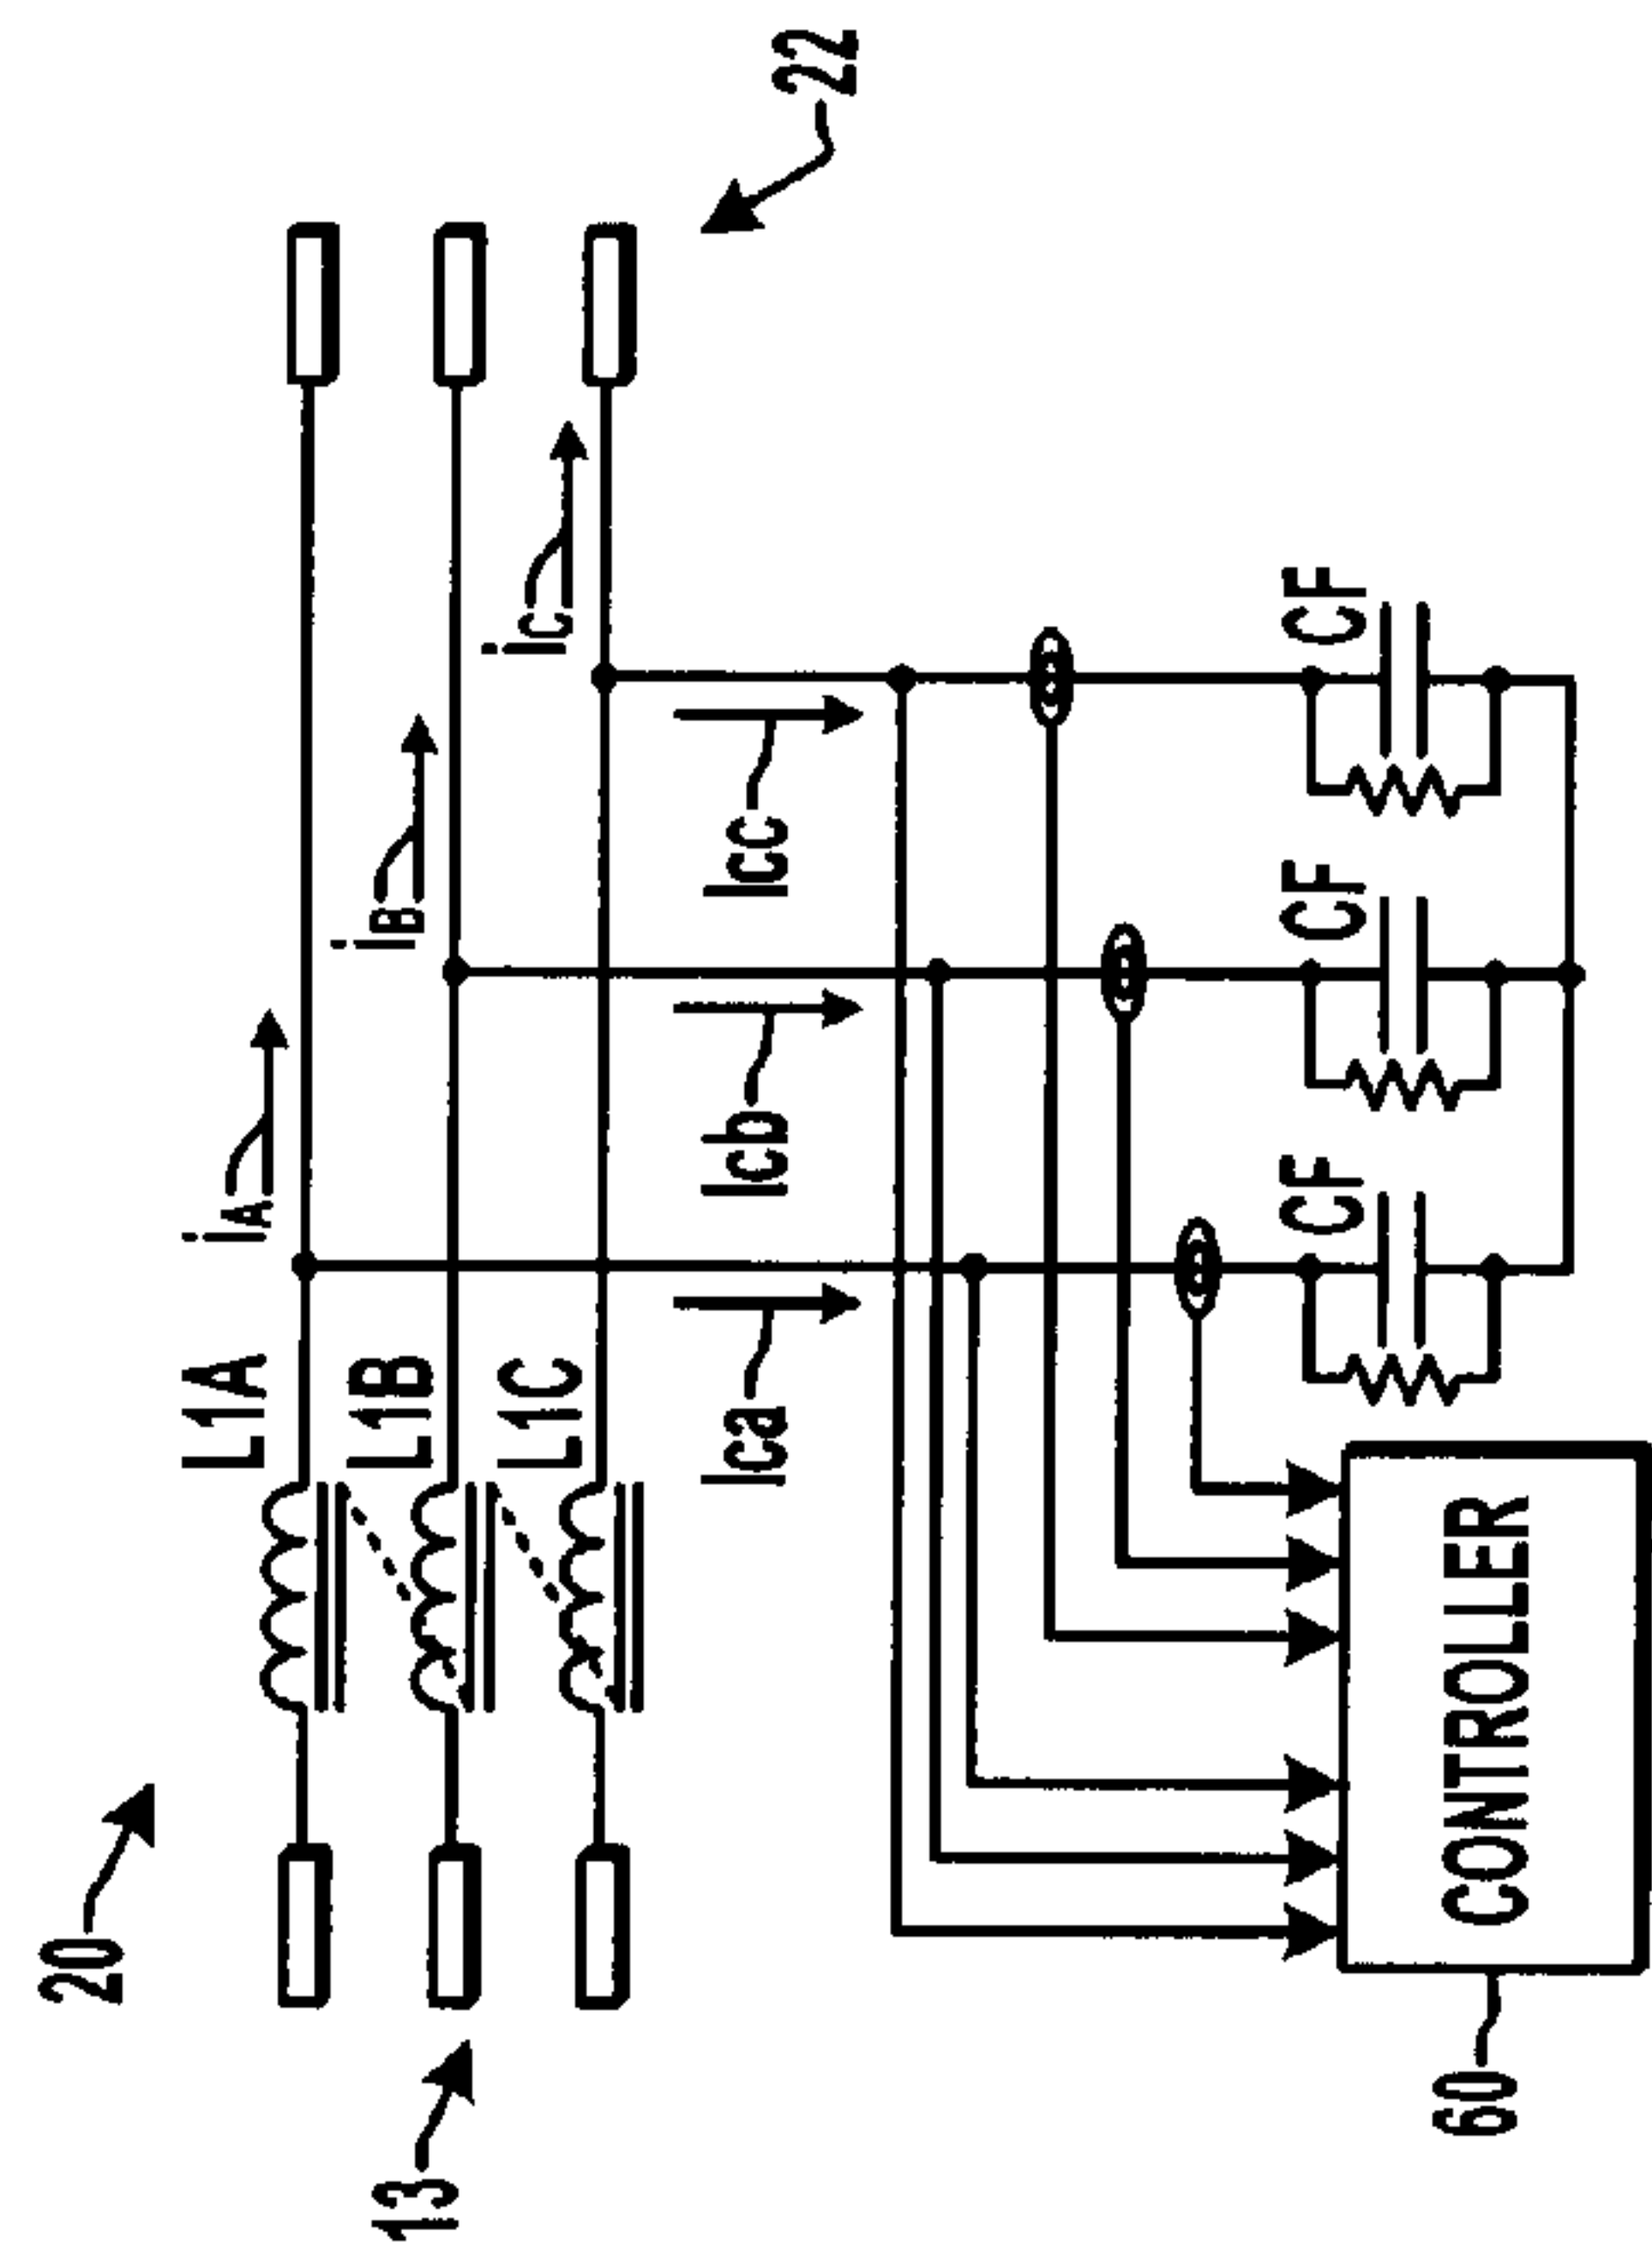 20
13
22
L1A
L1B
L1C
iA
iB
iC
Ica
Icb
Icc
CF
CF
CF
CONTROLLER
60